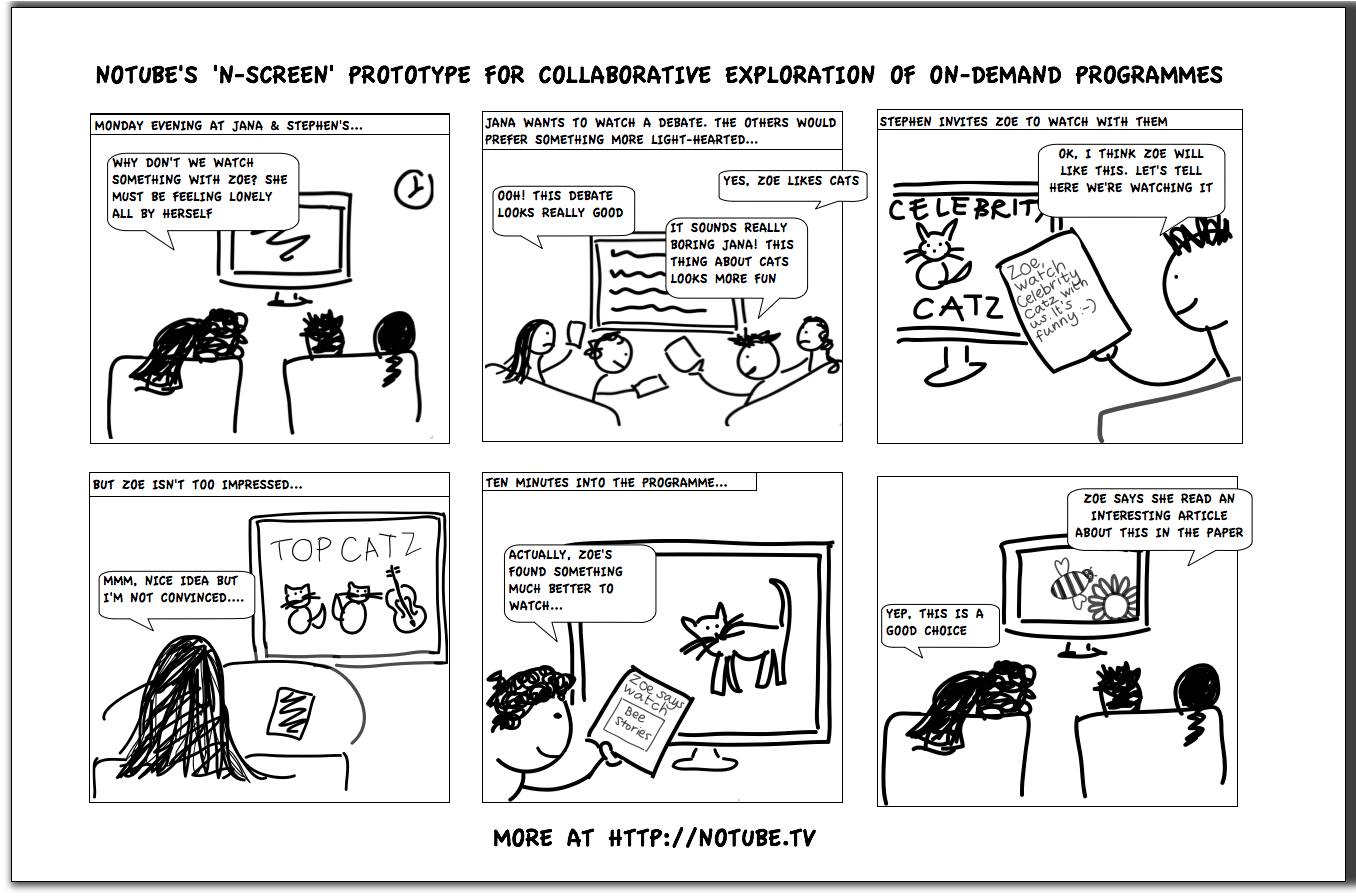 NOTUBE'S 'N-SCREEN' PROTOTYPE FOR COLLABORATIVE EXPLORATION OF ON-DEMAND PROGRAMMES
MONDAY EVENING AT JANA & STEPHEN'S...
WHY DON'T WE WATCH
SOMETHING WITH ZOE? SHE
MUST BE FEELING LONELY
ALL BY HERSELF
JANA WANTS TO WATCH A DEBATE. THE OTHERS WOULD
PREFER SOMETHING MORE LIGHT-HEARTED...
OOH! THIS DEBATE
LOOKS REALLY GOOD
YES, ZOE LIKES CATS
IT SOUNDS REALLY
BORING JANA! THIS
THING ABOUT CATS
LOOKS MORE FUN
STEPHEN INVITES ZOE TO WATCH WITH THEM
OK, I THINK ZOE WILL
LIKE THIS. LET'S TELL
HERE WE'RE WATCHING IT
CELEBRITY
CATZ
Zoe,
watch
Celebrity
Catz with
us. It's
funny :-)
BUT ZOE ISN'T TOO IMPRESSED...
TOP CATZ
MMM, NICE IDEA BUT
I'M NOT CONVINCED....
TEN MINUTES INTO THE PROGRAMME...
ACTUALLY, ZOE'S
FOUND SOMETHING
MUCH BETTER TO
WATCH...
Zoe says
watch
Bee
stories
ZOE SAYS SHE READ AN
INTERESTING ARTICLE
ABOUT THIS IN THE PAPER
YEP, THIS IS A
GOOD CHOICE
MORE AT HTTP://NOTUBE.TV